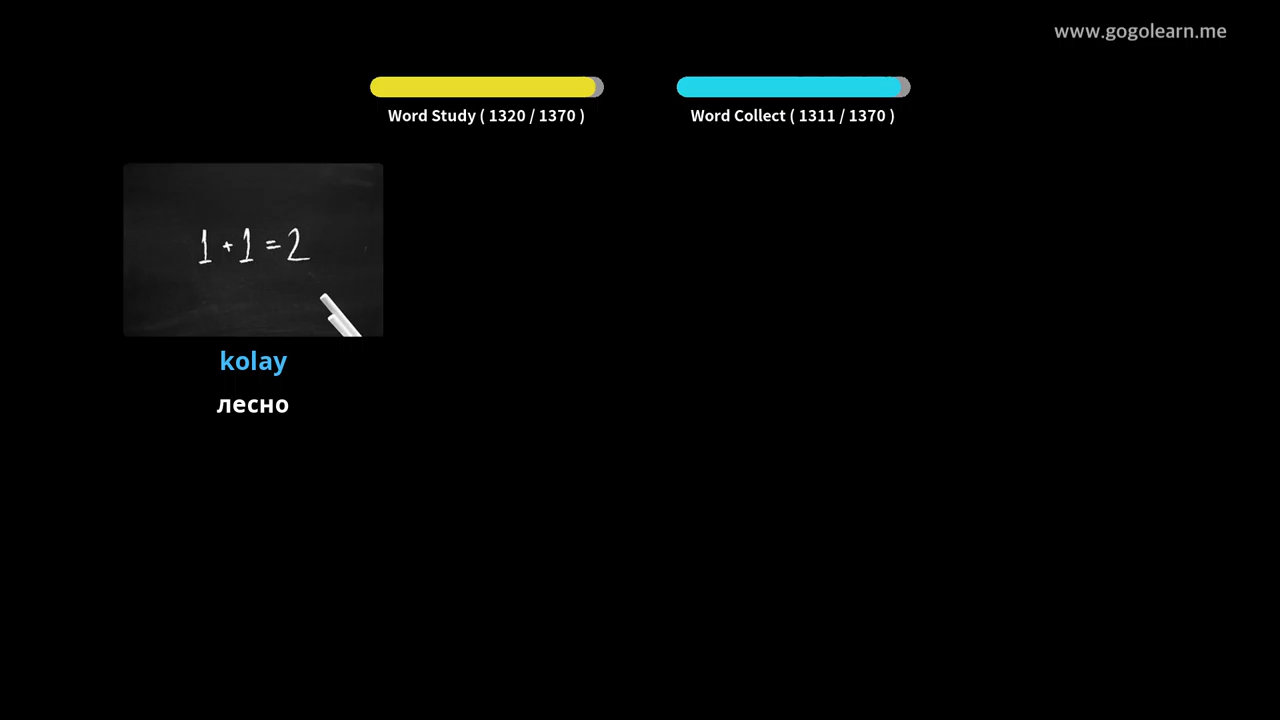 www.gogolearn.me
Word Study ( 1320 / 1370 )
Word Collect ( 1311 / 1370 )
1 + 1 = 2
kolay
лесно